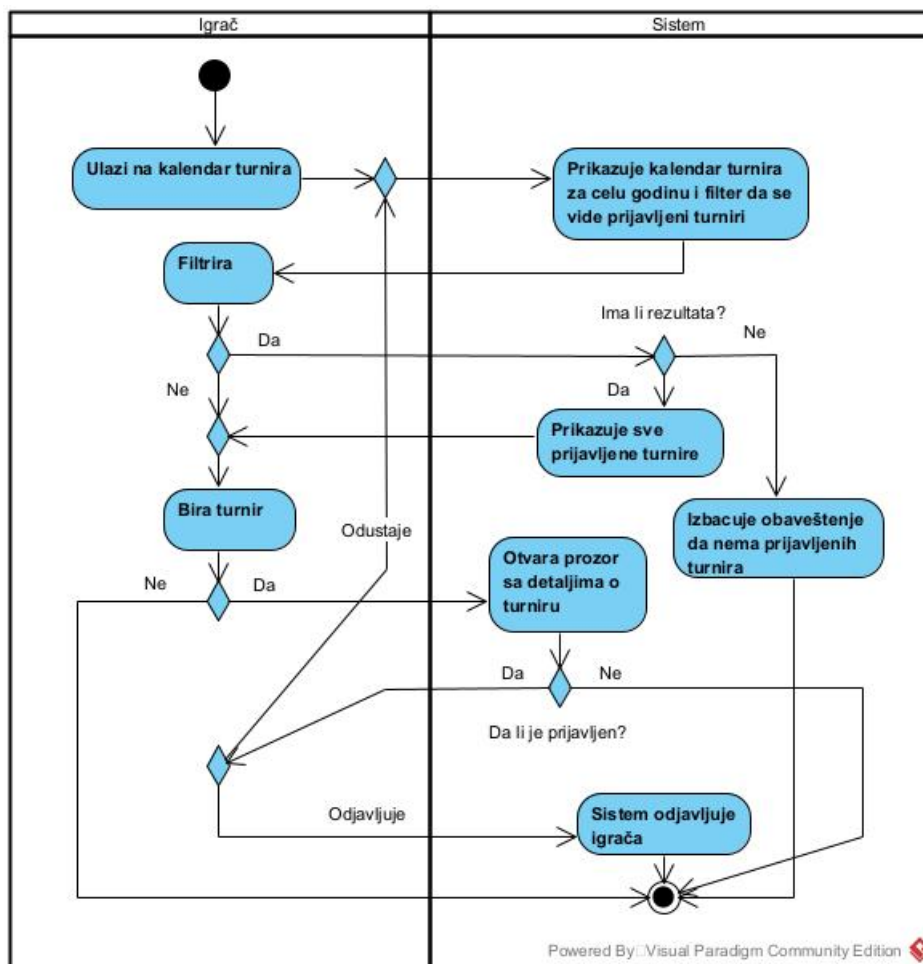 Igrač
Sistem
Ulazi na kalendar turnira
Prikazuje kalendar turnira
za celu godinu i filter da se
vide prijavljeni turniri
Filtrira
Ima li rezultata?
Da
Ne
Ne
Da
Prikazuje sve
prijavljene turnire
Bira turnir
Odustaje
Izbacuje obaveštenje
da nema prijavljenih
turnira
Otvara prozor
sa detaljima o
turniru
Ne
Da
Da
Ne
Da li je prijavljen?
Odjavljuje
Sistem odjavljuje
igrača
Powered By Visual Paradigm Community Edition